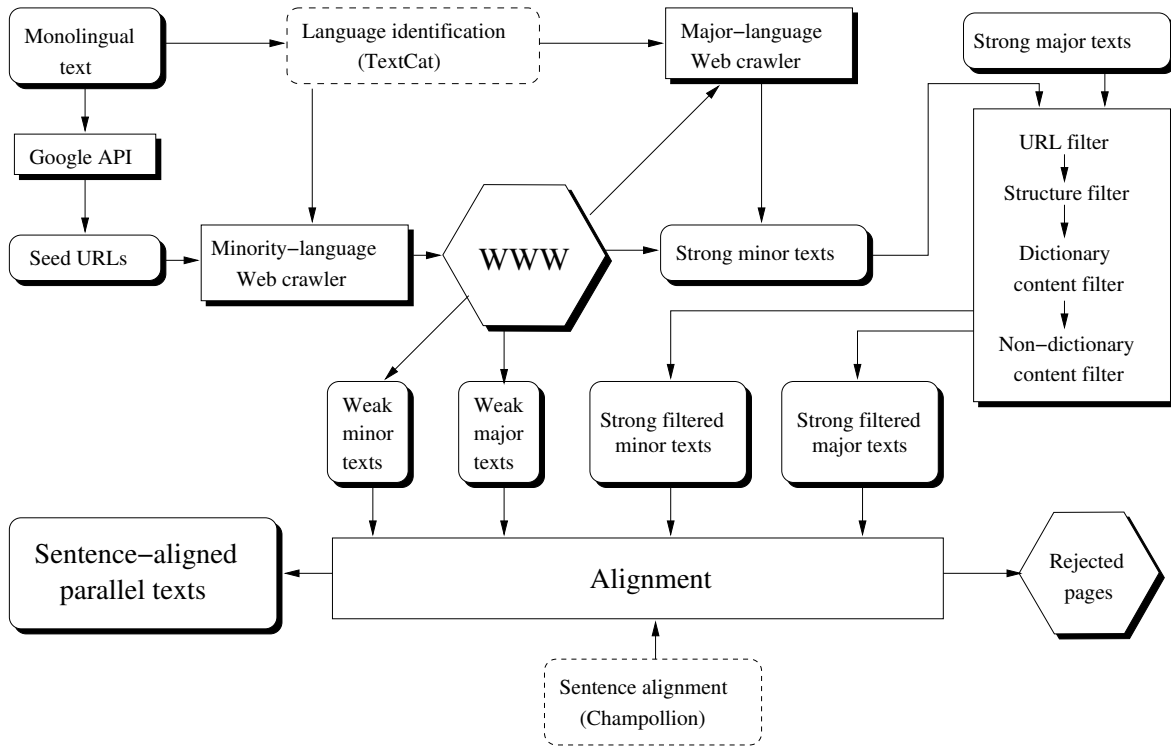 Monolingual
text
Language identification
(TextCat)
Major−language
Web crawler
Strong major texts
Google API
URL filter
Structure filter
Dictionary
content filter
Non−dictionary
content filter
Seed URLs
Minority−language
Web crawler
WWW
Strong minor texts
Weak
minor
texts
Weak
major
texts
Strong filtered
minor texts
Strong filtered
major texts
Sentence−aligned
parallel texts
Alignment
Rejected
pages
Sentence alignment
(Champollion)